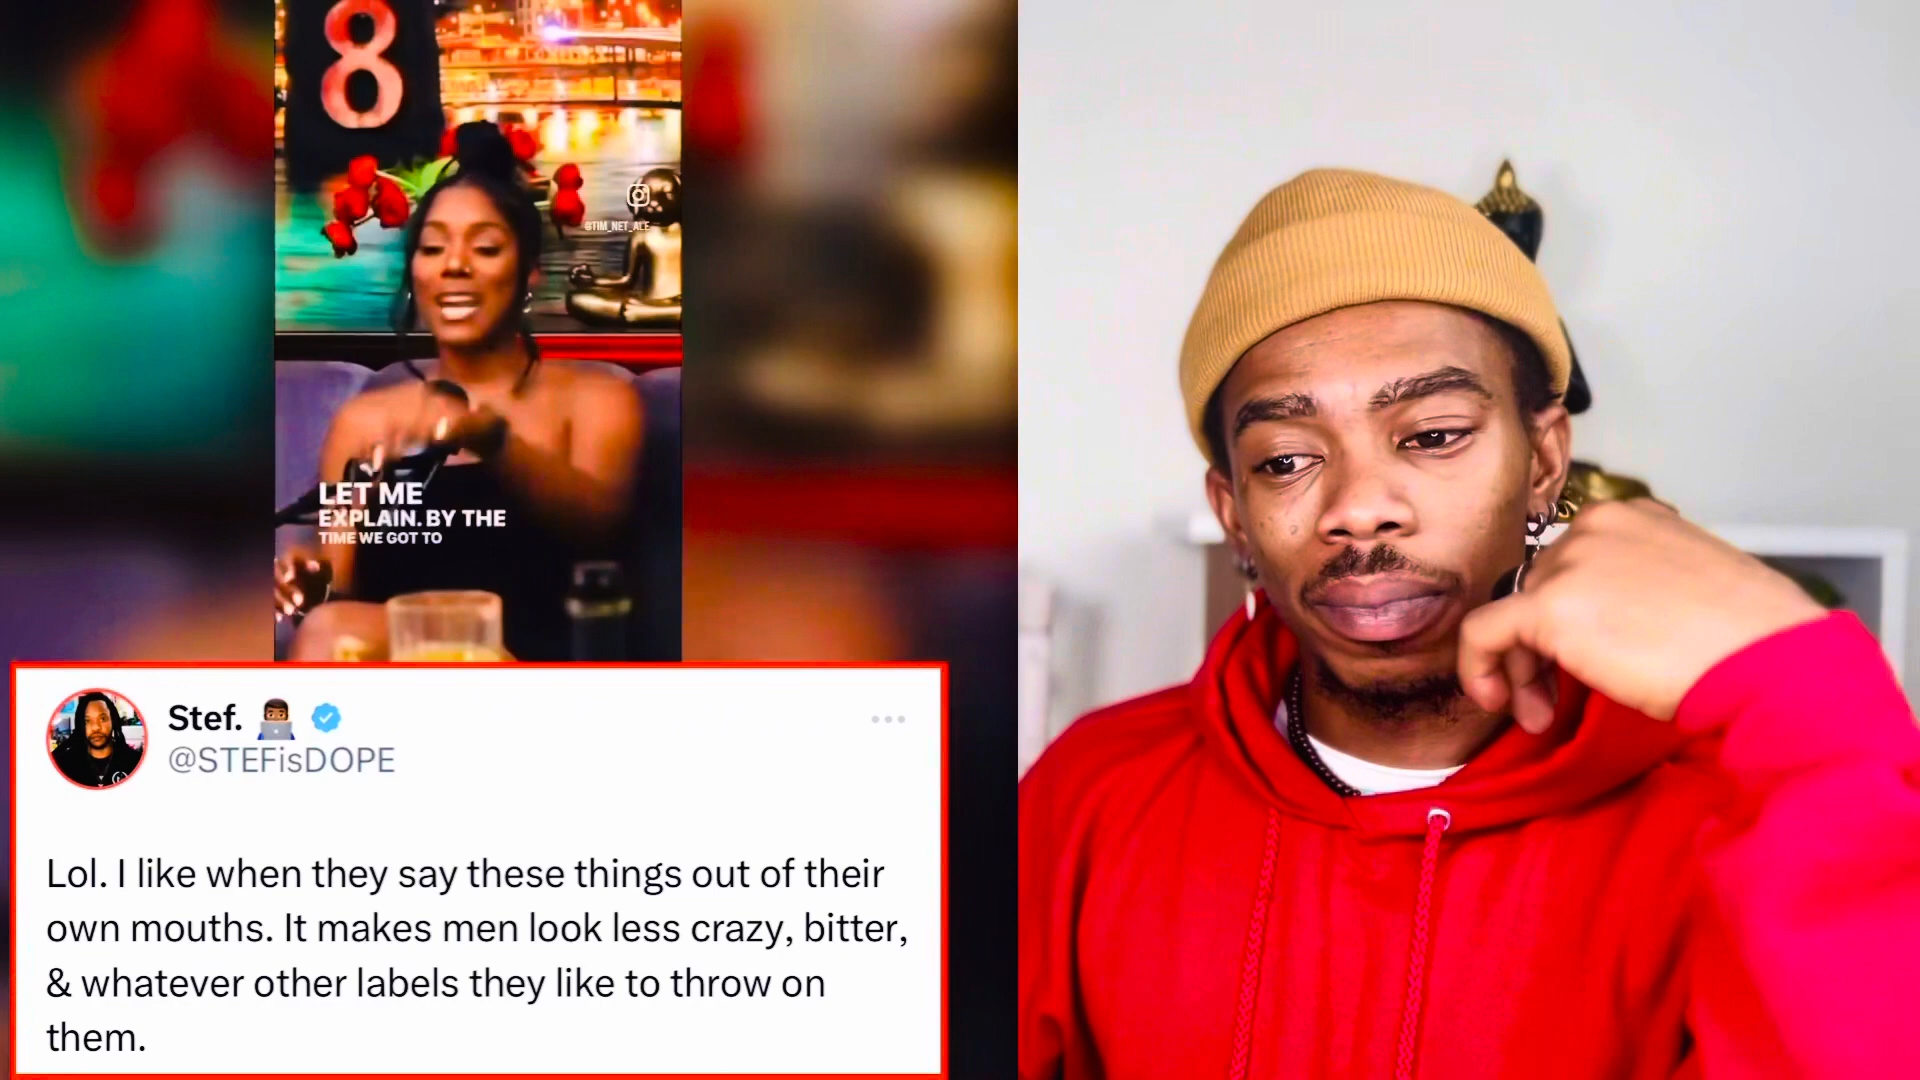 8
@TIM_NET_ALE
LET ME
EXPLAIN. BY THE
TIME WE GOT TO
Stef. 👨🏾‍💻
@STEFisDOPE
Lol. I like when they say these things out of their
own mouths. It makes men look less crazy, bitter,
& whatever other labels they like to throw on
them.